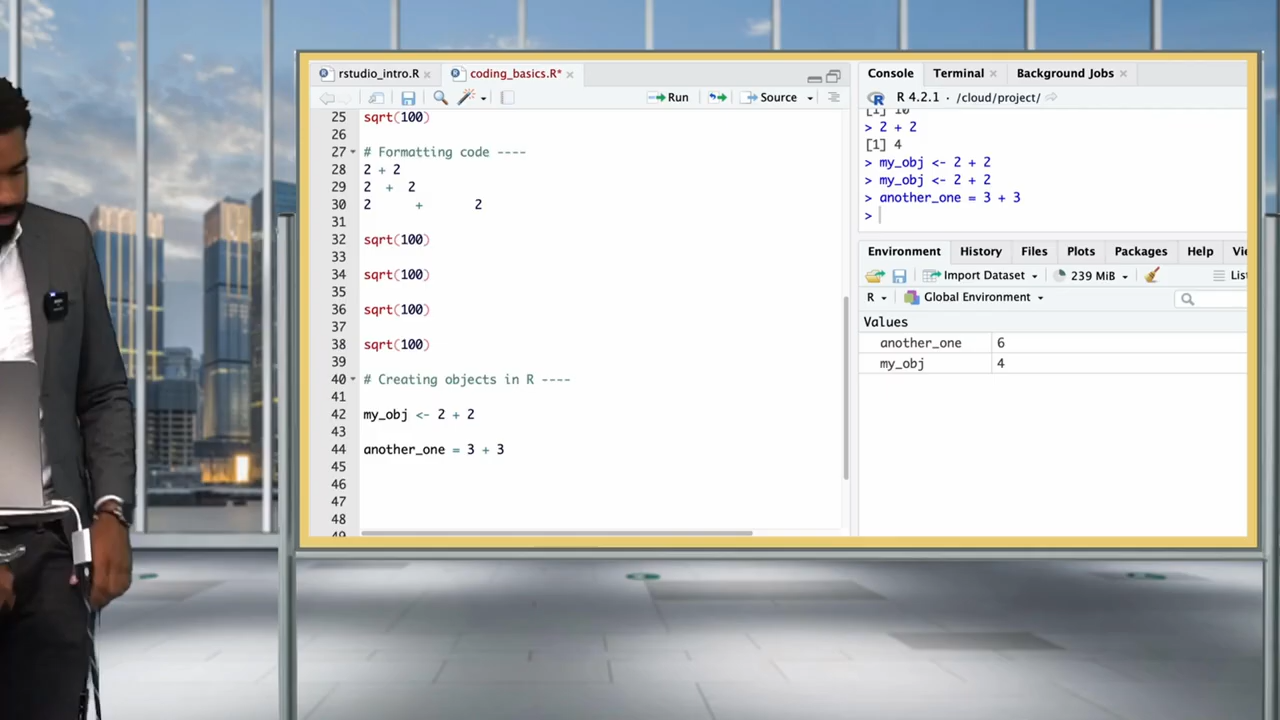 rstudio_intro.R
coding_basics.R*
Run
Source
25 sqrt(100)
26
27 # Formatting code ----
28 2 + 2
29 2  +  2
30 2      +       2
31
32 sqrt(100)
33
34 sqrt(100)
35
36 sqrt(100)
37
38 sqrt(100)
39
40 # Creating objects in R ----
41
42 my_obj <- 2 + 2
43
44 another_one = 3 + 3
45
46
47
48
49
Console Terminal Background Jobs
R 4.2.1 · /cloud/project/
[1] 10
> 2 + 2
[1] 4
> my_obj <- 2 + 2
> my_obj <- 2 + 2
> another_one = 3 + 3
>
Environment History Files Plots Packages Help Vi
Import Dataset 239 MiB List
R Global Environment
Values
another_one 6
my_obj 4